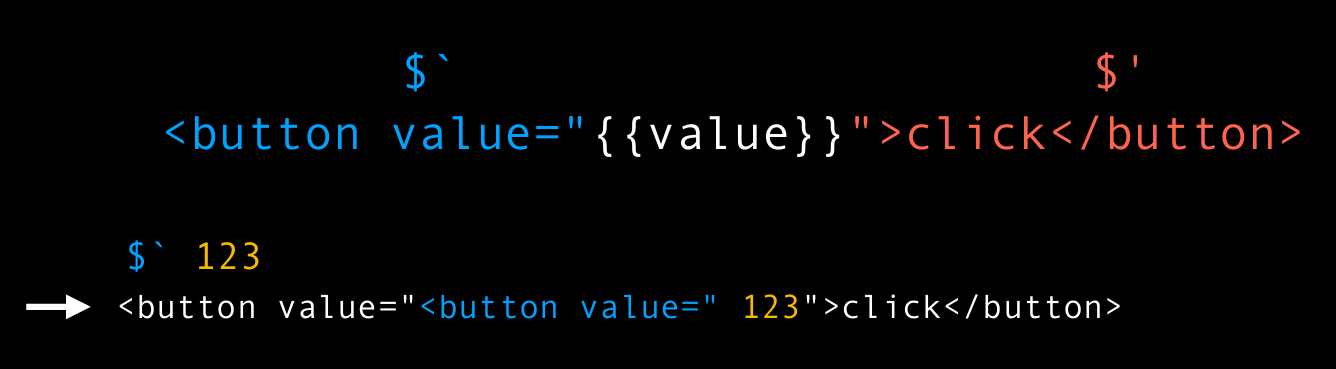 $` $'
<button value="{{value}}">click</button>
$` 123
<button value="<button value=" 123">click</button>